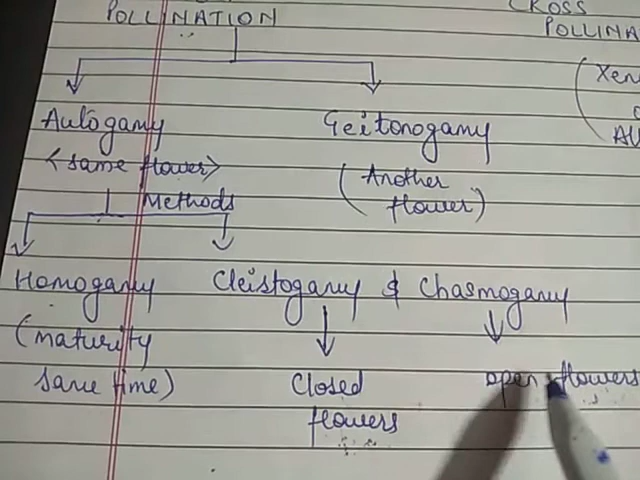 CROSS
POLLINATION
POLLINA
Xen
Autogamy
Geitonogamy
<same flower>
(Another
flower)
Methods
Homogamy
Cleistogamy & Chasmogamy
(maturity
same time)
Closed
flowers
open flowers